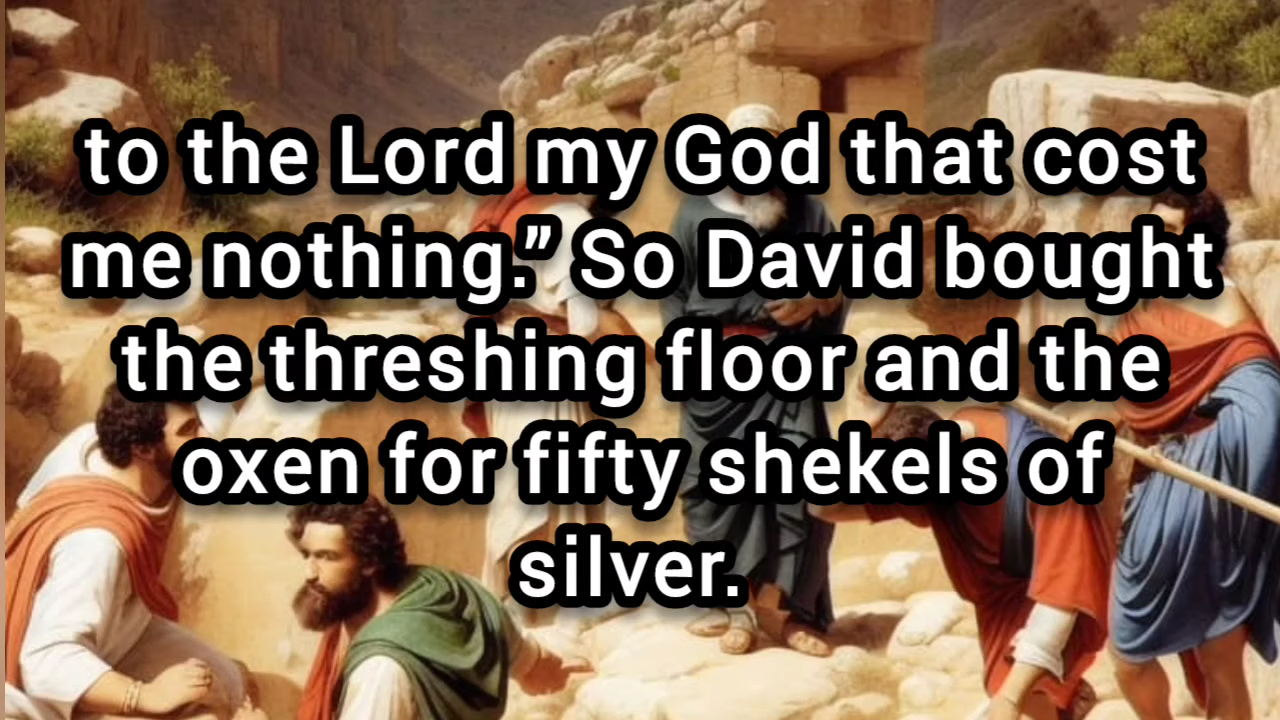 to the Lord my God that cost
me nothing.” So David bought
the threshing floor and the
oxen for fifty shekels of
silver.